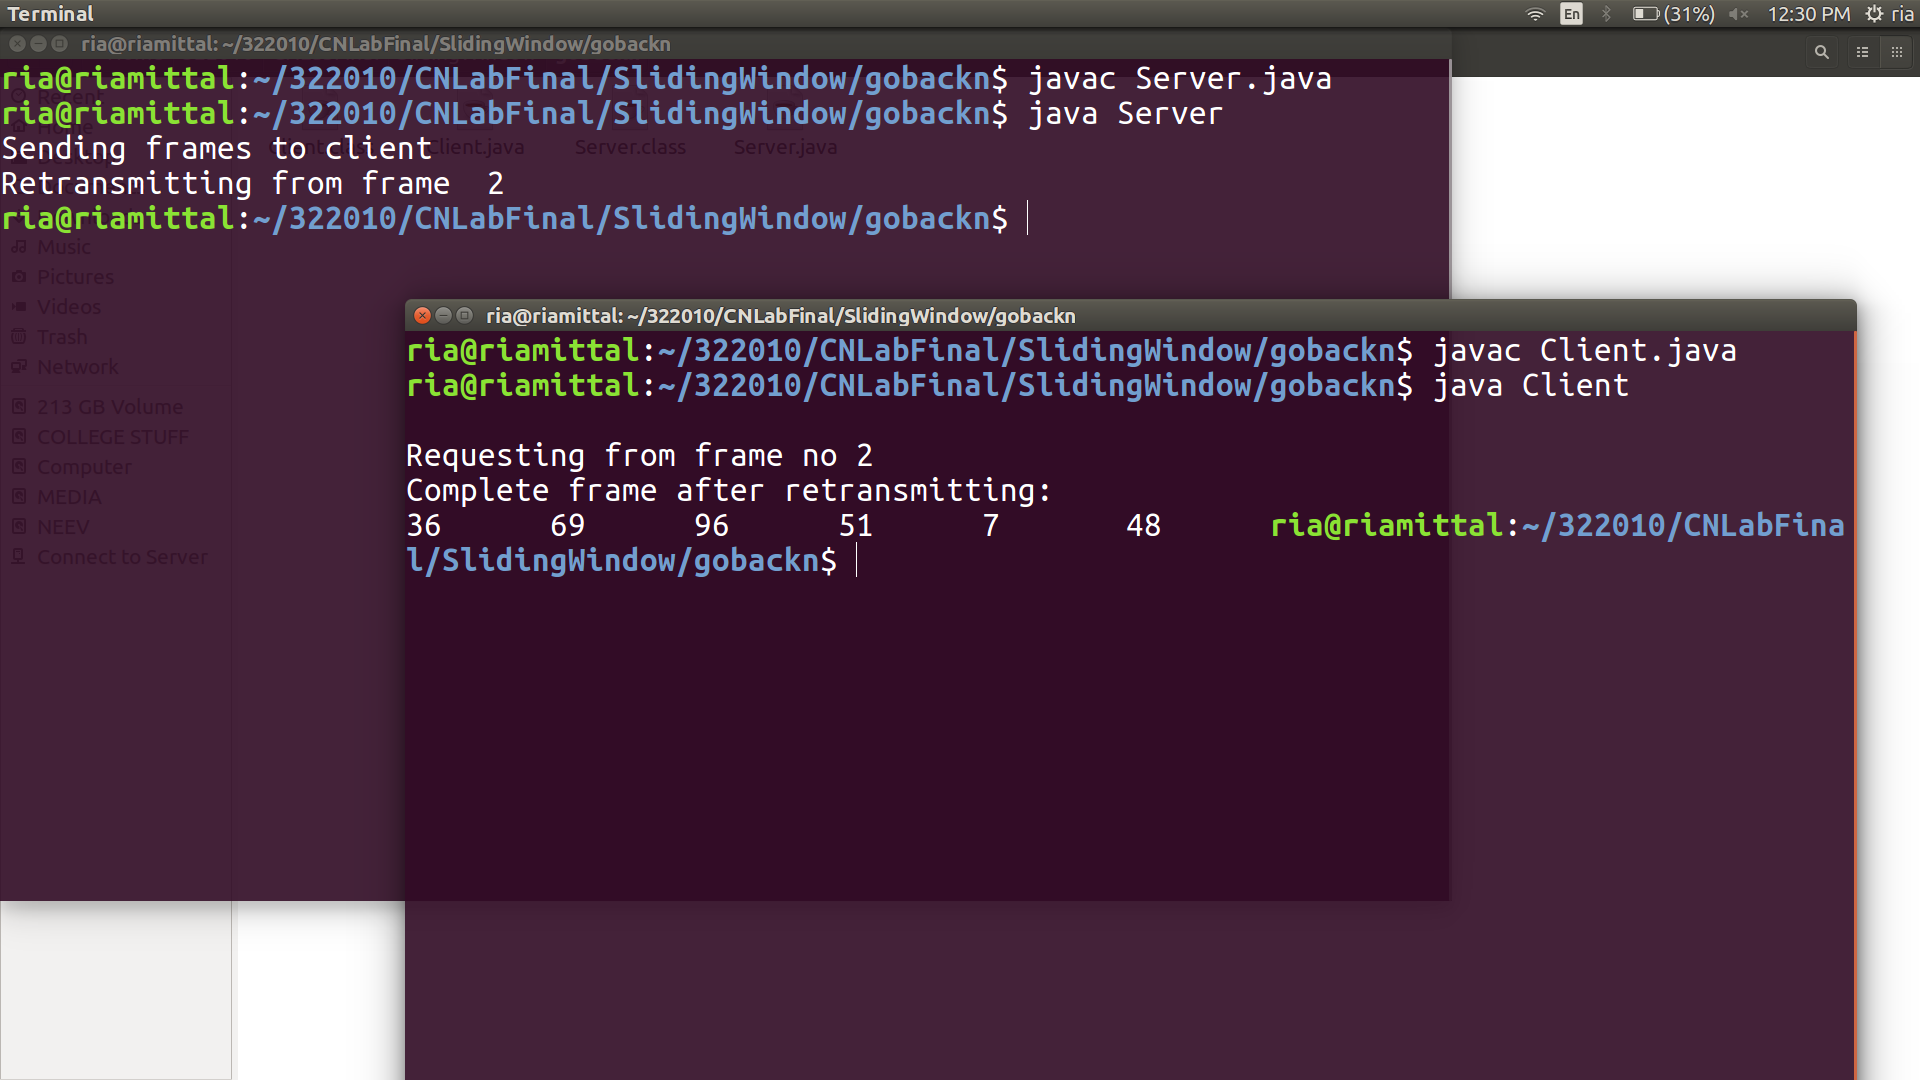 Terminal
En
(31%)
12:30 PM
ria
ria@riamittal: ~/322010/CNLabFinal/SlidingWindow/gobackn
ria@riamittal:~/322010/CNLabFinal/SlidingWindow/gobackn$ javac Server.java
ria@riamittal:~/322010/CNLabFinal/SlidingWindow/gobackn$ java Server
Sending frames to client
Retransmitting from frame  2
ria@riamittal:~/322010/CNLabFinal/SlidingWindow/gobackn$
Recent
Home
Client.java
Server.class
Server.java
Music
Pictures
Videos
Trash
Network
213 GB Volume
COLLEGE STUFF
Computer
MEDIA
NEEV
Connect to Server
ria@riamittal: ~/322010/CNLabFinal/SlidingWindow/gobackn
ria@riamittal:~/322010/CNLabFinal/SlidingWindow/gobackn$ javac Client.java
ria@riamittal:~/322010/CNLabFinal/SlidingWindow/gobackn$ java Client
Requesting from frame no 2
Complete frame after retransmitting:
36 69 96 51 7 48 ria@riamittal:~/322010/CNLabFina
l/SlidingWindow/gobackn$